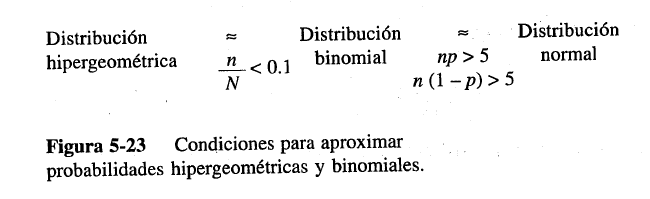 Distribución ≈ Distribución ≈ Distribución
hipergeométrica n/N < 0.1 binomial np > 5 normal
n (1 – p) > 5
Figura 5-23 Condiciones para aproximar
probabilidades hipergeométricas y binomiales.